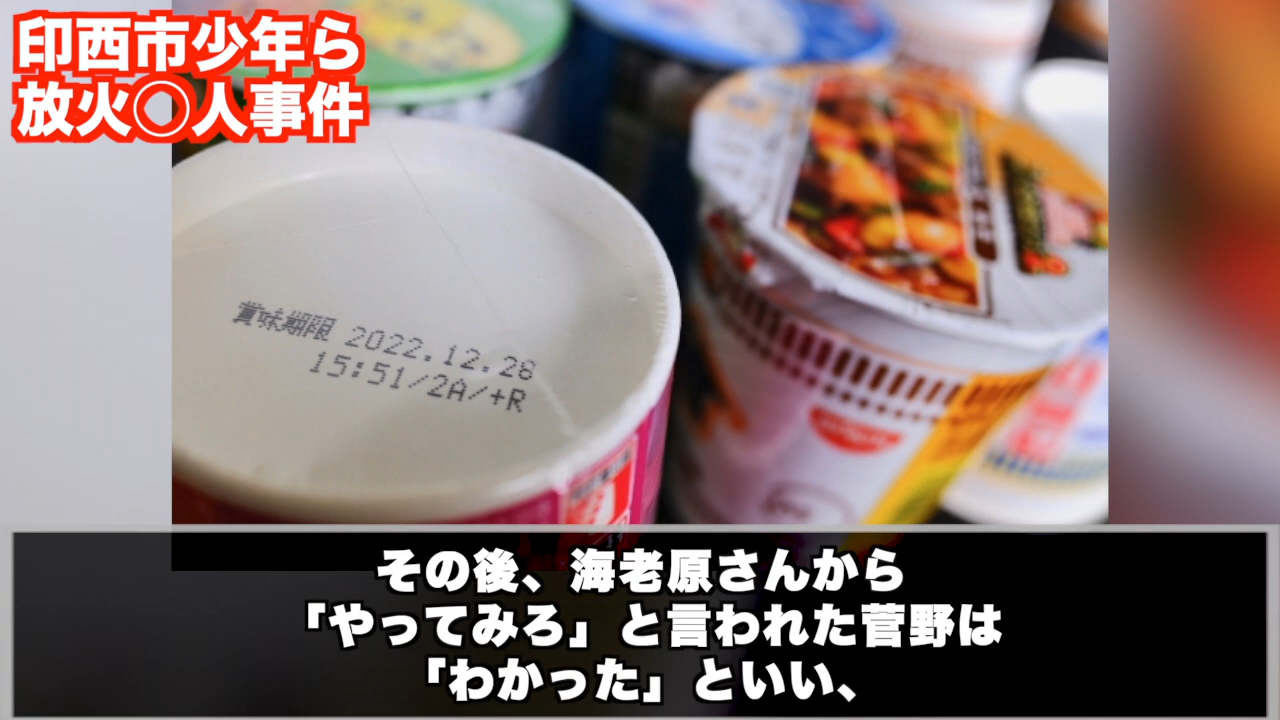 印西市少年ら
放火◯人事件
賞味期限 2022.12.28
15:51/2A/+R
その後、海老原さんから
「やってみろ」と言われた菅野は
「わかった」といい、